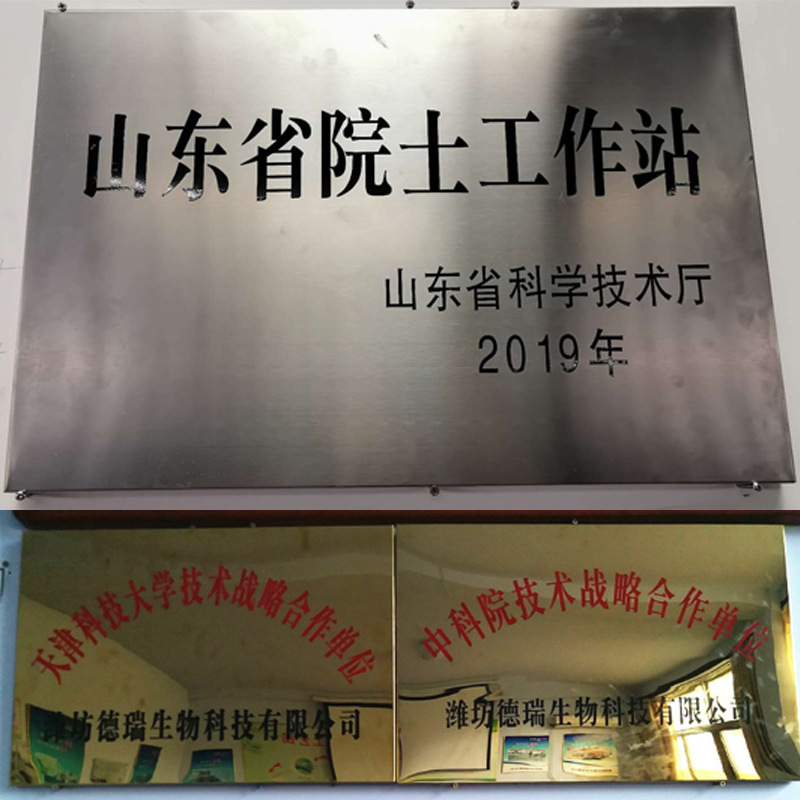 山东省院士工作站
山东省科学技术厅
2019年
天津科技大学技术战略合作单位
潍坊德瑞生物科技有限公司
中科院技术战略合作单位
潍坊德瑞生物科技有限公司